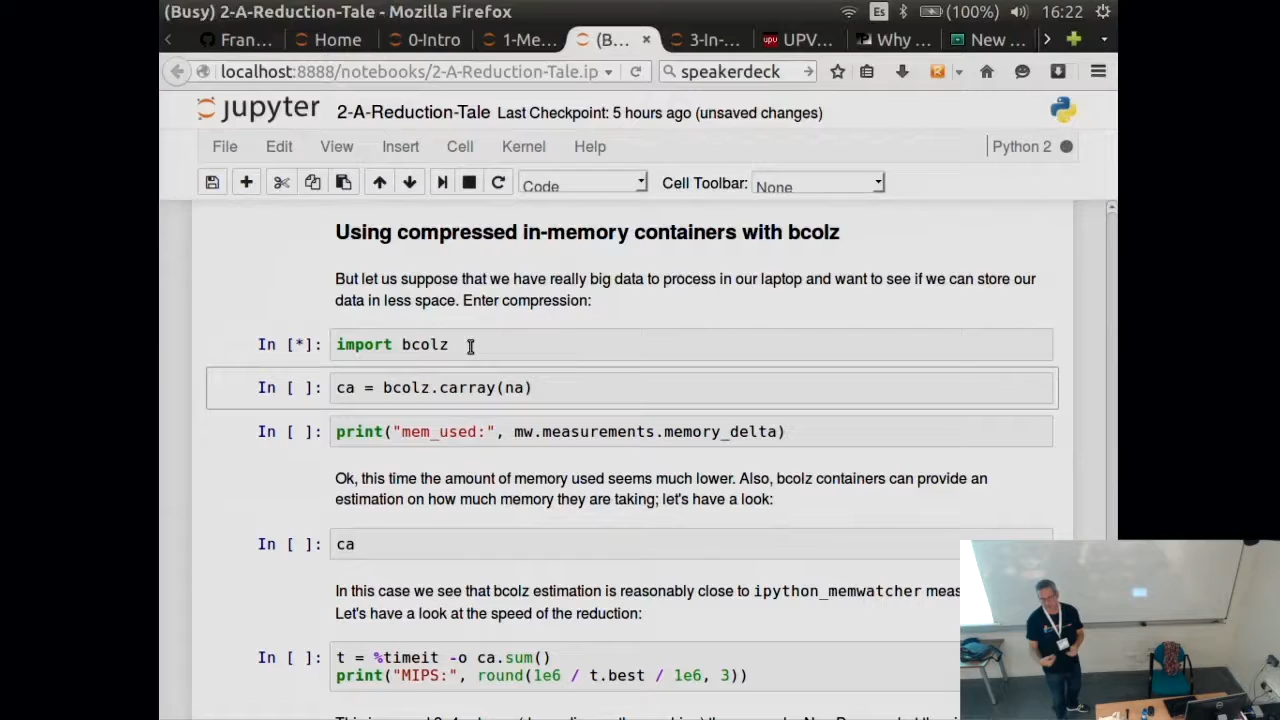 (Busy) 2-A-Reduction-Tale - Mozilla Firefox
Es (100%) 16:22
Fran... Home 0-Intro 1-Me... (B... × 3-In-... upv UPV... Why ... New ...
localhost:8888/notebooks/2-A-Reduction-Tale.ip speakerdeck
jupyter 2-A-Reduction-Tale Last Checkpoint: 5 hours ago (unsaved changes)
File Edit View Insert Cell Kernel Help Python 2
Code Cell Toolbar: None
Using compressed in-memory containers with bcolz
But let us suppose that we have really big data to process in our laptop and want to see if we can store our
data in less space. Enter compression:
In [*]: import bcolz
In [ ]: ca = bcolz.carray(na)
In [ ]: print("mem_used:", mw.measurements.memory_delta)
Ok, this time the amount of memory used seems much lower. Also, bcolz containers can provide an
estimation on how much memory they are taking; let's have a look:
In [ ]: ca
In this case we see that bcolz estimation is reasonably close to ipython_memwatcher meas
Let's have a look at the speed of the reduction:
In [ ]: t = %timeit -o ca.sum()
print("MIPS:", round(1e6 / t.best / 1e6, 3))